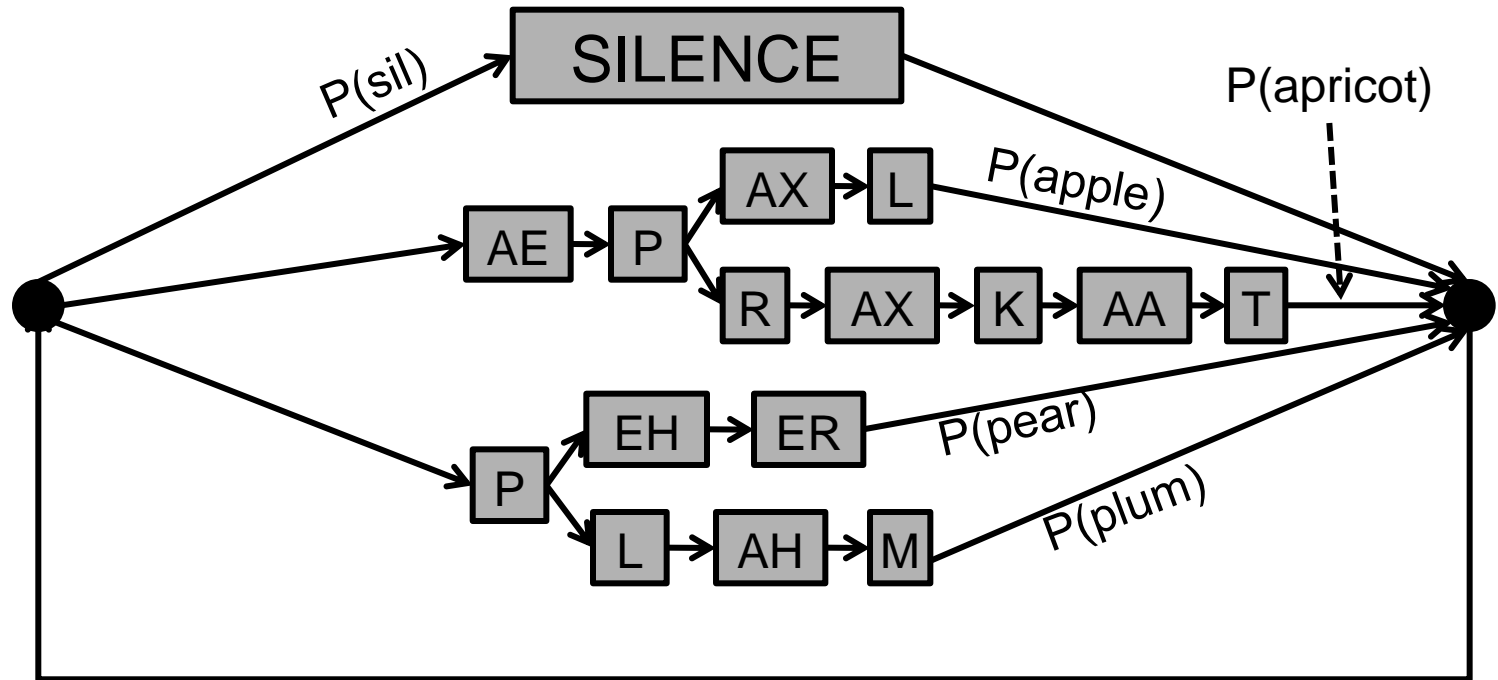 SILENCE
P(sil)
P(apricot)
AX L P(apple)
AE P
R AX K AA T
EH ER P(pear)
P
L AH M P(plum)